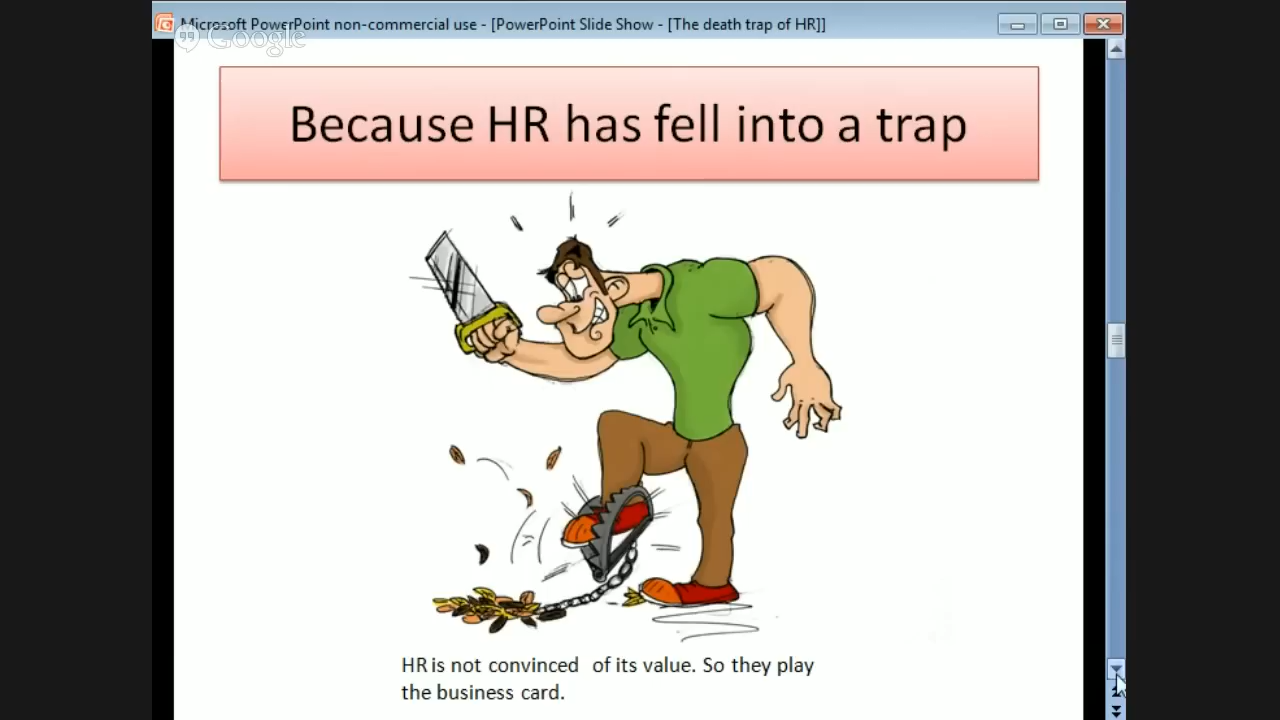 Microsoft PowerPoint non-commercial use - [PowerPoint Slide Show - [The death trap of HR]]
Google
Because HR has fell into a trap
HR is not convinced of its value. So they play
the business card.